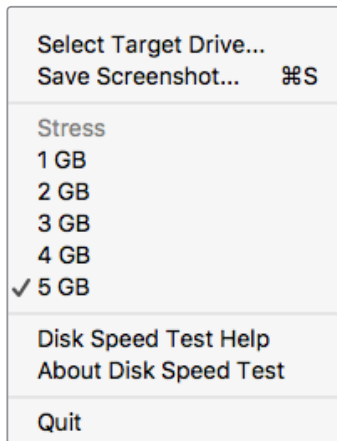 Select Target Drive...
Save Screenshot... ⌘S
Stress
1 GB
2 GB
3 GB
4 GB
✓ 5 GB
Disk Speed Test Help
About Disk Speed Test
Quit